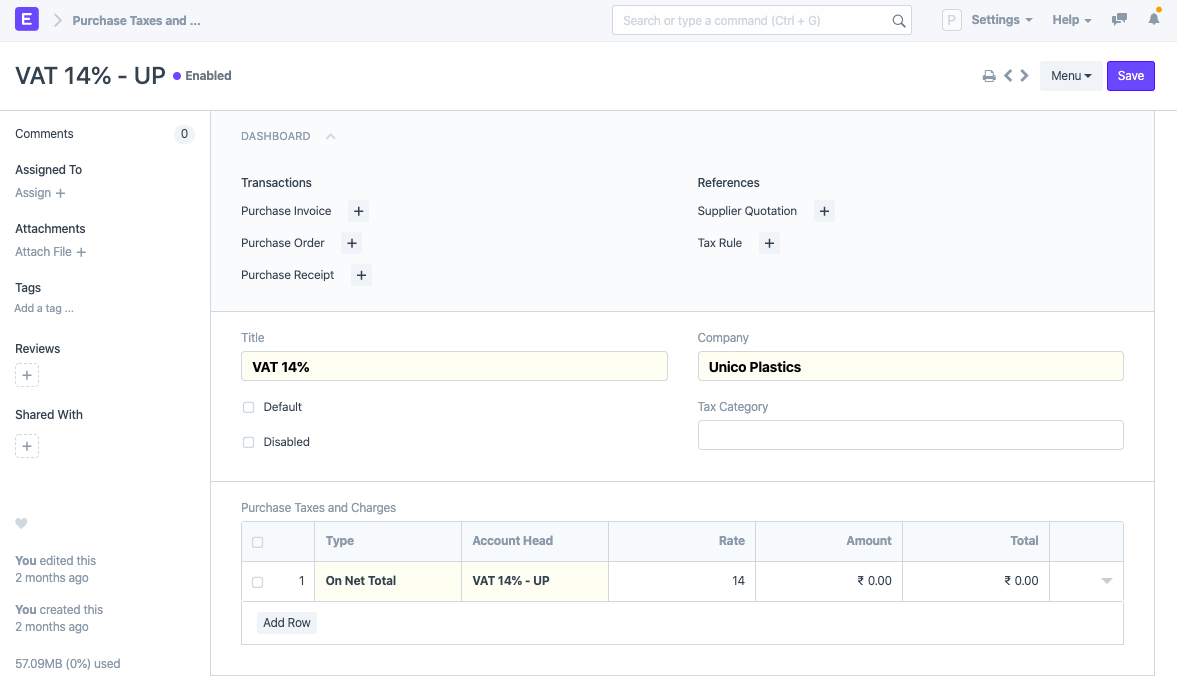 E Purchase Taxes and ... Search or type a command (Ctrl + G) P Settings Help
VAT 14% - UP Enabled Menu Save
Comments 0
Assigned To
Assign +
Attachments
Attach File +
Tags
Add a tag ...
Reviews
+
Shared With
+
You edited this
2 months ago
You created this
2 months ago
57.09MB (0%) used
DASHBOARD
Transactions
Purchase Invoice +
Purchase Order +
Purchase Receipt +
References
Supplier Quotation +
Tax Rule +
Title
VAT 14%
Default
Disabled
Company
Unico Plastics
Tax Category
Purchase Taxes and Charges
Type Account Head Rate Amount Total
1 On Net Total VAT 14% - UP 14 ₹ 0.00 ₹ 0.00
Add Row